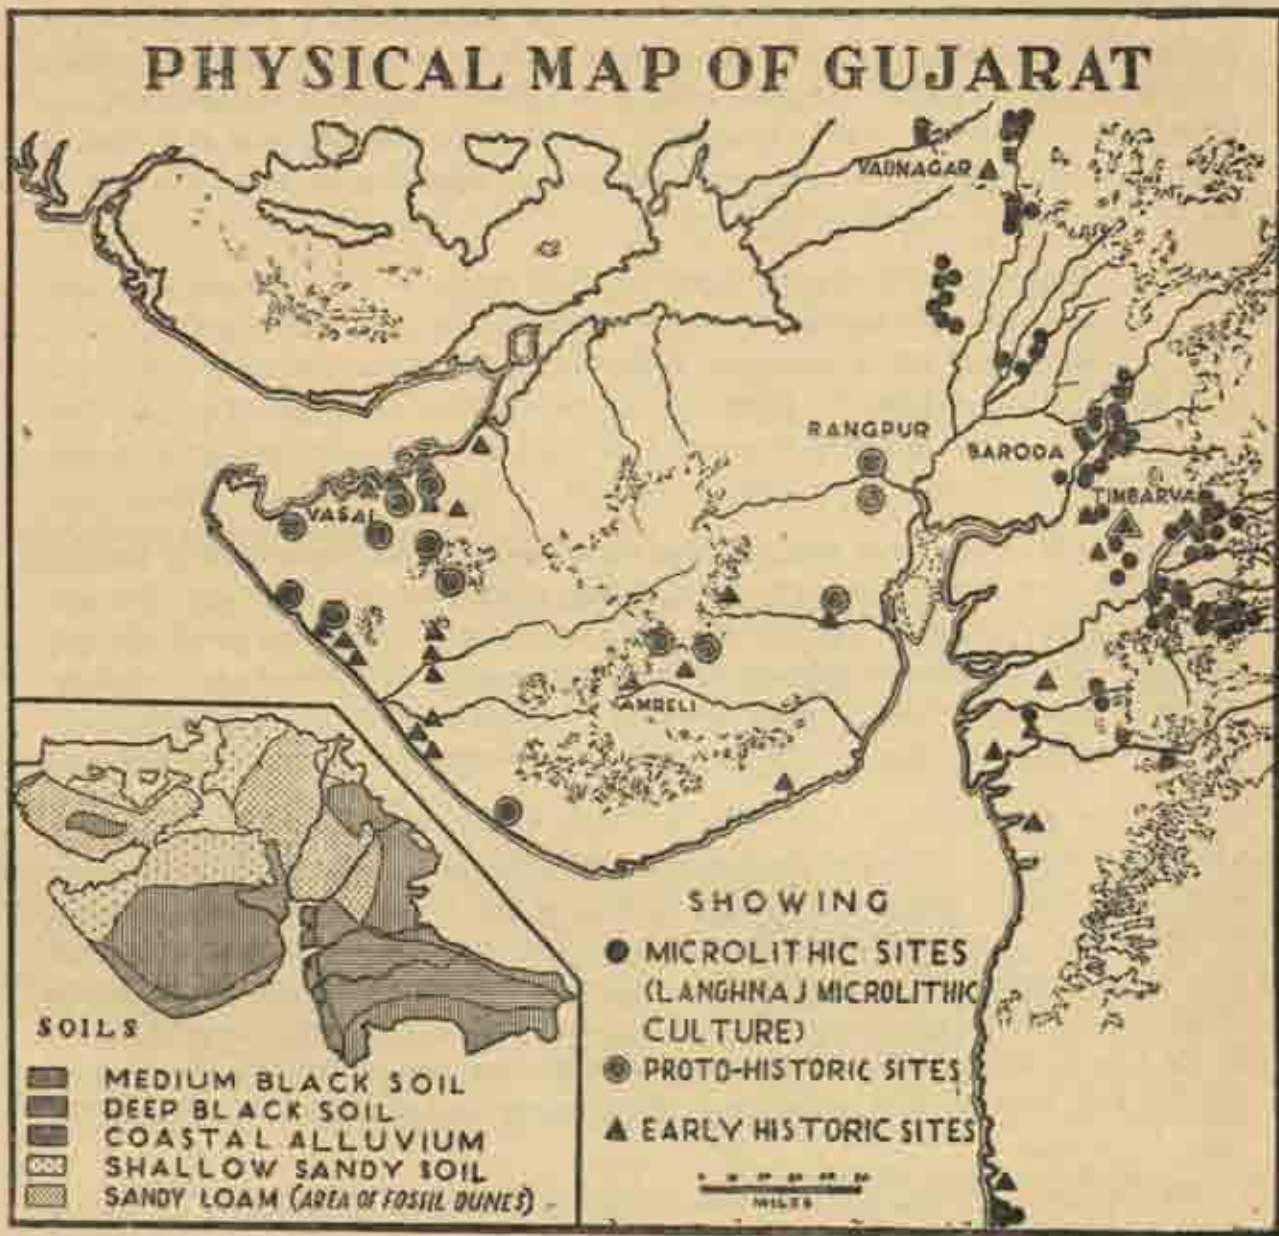 PHYSICAL MAP OF GUJARAT
VADNAGAR
RANGPUR
BARODA
TIMBARVA
VASAI
AMRELI
SHOWING
MICROLITHIC SITES
(LANGHNAJ MICROLITHIC
CULTURE)
PROTO-HISTORIC SITES
EARLY HISTORIC SITES
MILES
SOILS
MEDIUM BLACK SOIL
DEEP BLACK SOIL
COASTAL ALLUVIUM
SHALLOW SANDY SOIL
SANDY LOAM (AREA OF FOSSIL DUNES)